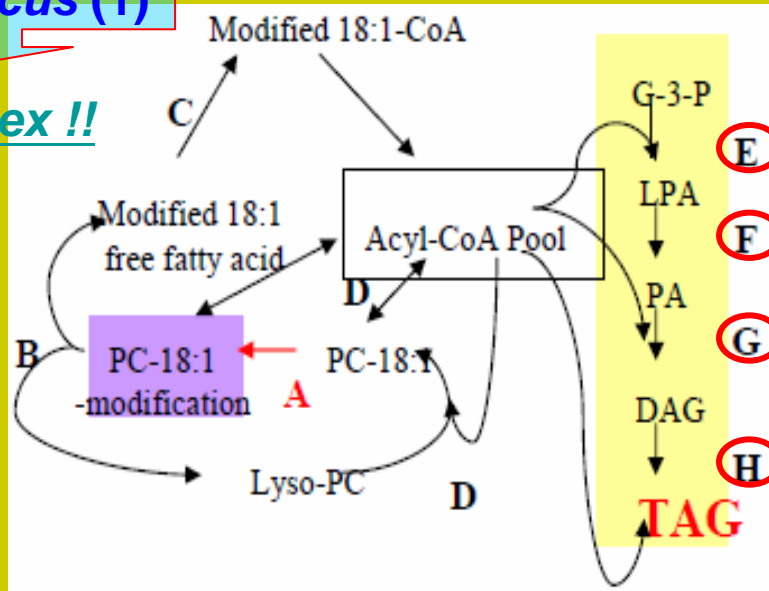 cus (1)
Modified 18:1-CoA
ex !!
C
G-3-P
E
LPA
Modified 18:1
free fatty acid
Acyl-CoA Pool
F
D
PA
B
PC-18:1
-modification
A
PC-18:1
G
DAG
Lyso-PC
D
H
TAG